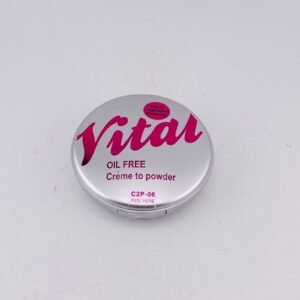 Vital
OIL FREE
Crème to powder
C2P-06
PEEL HERE